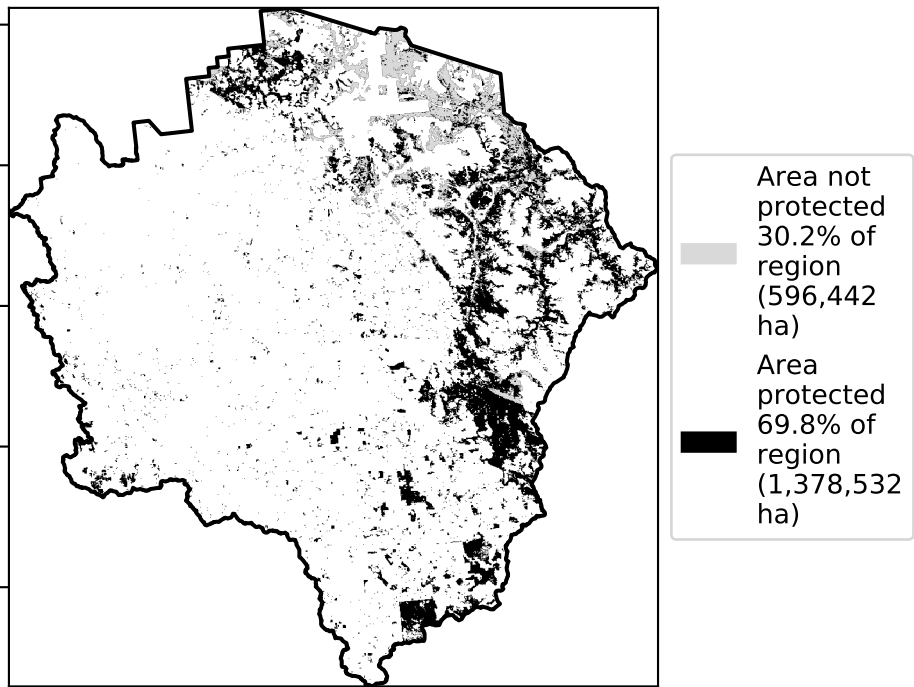 Area not
protected
30.2% of
region
(596,442
ha)
Area
protected
69.8% of
region
(1,378,532
ha)